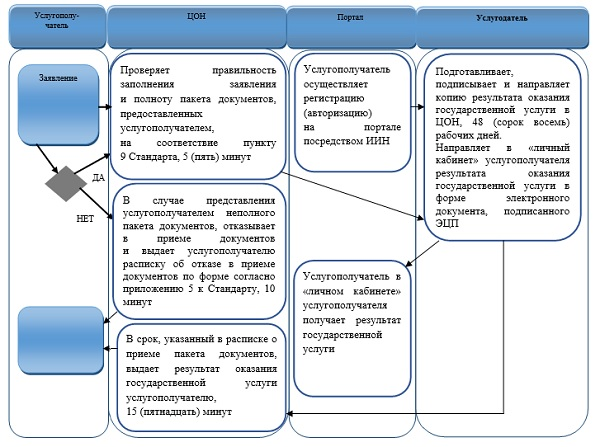 Услугополу-
чатель
ЦОН
Портал
Услугодатель
Заявление
ДА
НЕТ
Проверяет правильность
заполнения заявления
и полноту пакета документов,
предоставленных
услугополучателем,
на соответствие пункту
9 Стандарта, 5 (пять) минут
В случае представления
услугополучателем неполного
пакета документов, отказывает
в приеме документов
и выдает услугополучателю
расписку об отказе в приеме
документов по форме согласно
приложению 5 к Стандарту, 10
минут
В срок, указанный в расписке о
приеме пакета документов,
выдает результат оказания
государственной услуги
услугополучателю,
15 (пятнадцать) минут
Услугополучатель
осуществляет
регистрацию
(авторизацию)
на портале
посредством ИИН
Услугополучатель в
«личном кабинете»
услугополучателя
получает результат
государственной
услуги
Подготавливает,
подписывает и направляет
копию результата оказания
государственной услуги в
ЦОН, 48 (сорок восемь)
рабочих дней.
Направляет в «личный
кабинет» услугополучателя
результата оказания
государственной услуги в
форме электронного
документа, подписанного
ЭЦП